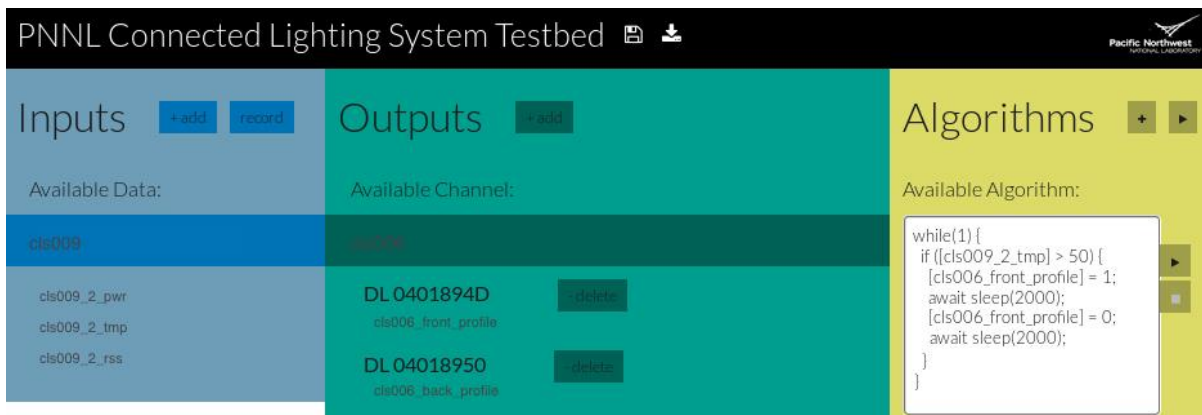 PNNL Connected Lighting System Testbed
Pacific Northwest
NATIONAL LABORATORY
Inputs
+add
record
Available Data:
cls009
cls009_2_pwr
cls009_2_tmp
cls009_2_rss
Outputs
+add
Available Channel:
cls006
DL 0401894D
- delete
cls006_front_profile
DL 04018950
- delete
cls006_back_profile
Algorithms
+
Available Algorithm:
while(1) {
if ([cls009_2_tmp] > 50) {
[cls006_front_profile] = 1;
await sleep(2000);
[cls006_front_profile] = 0;
await sleep(2000);
}
}